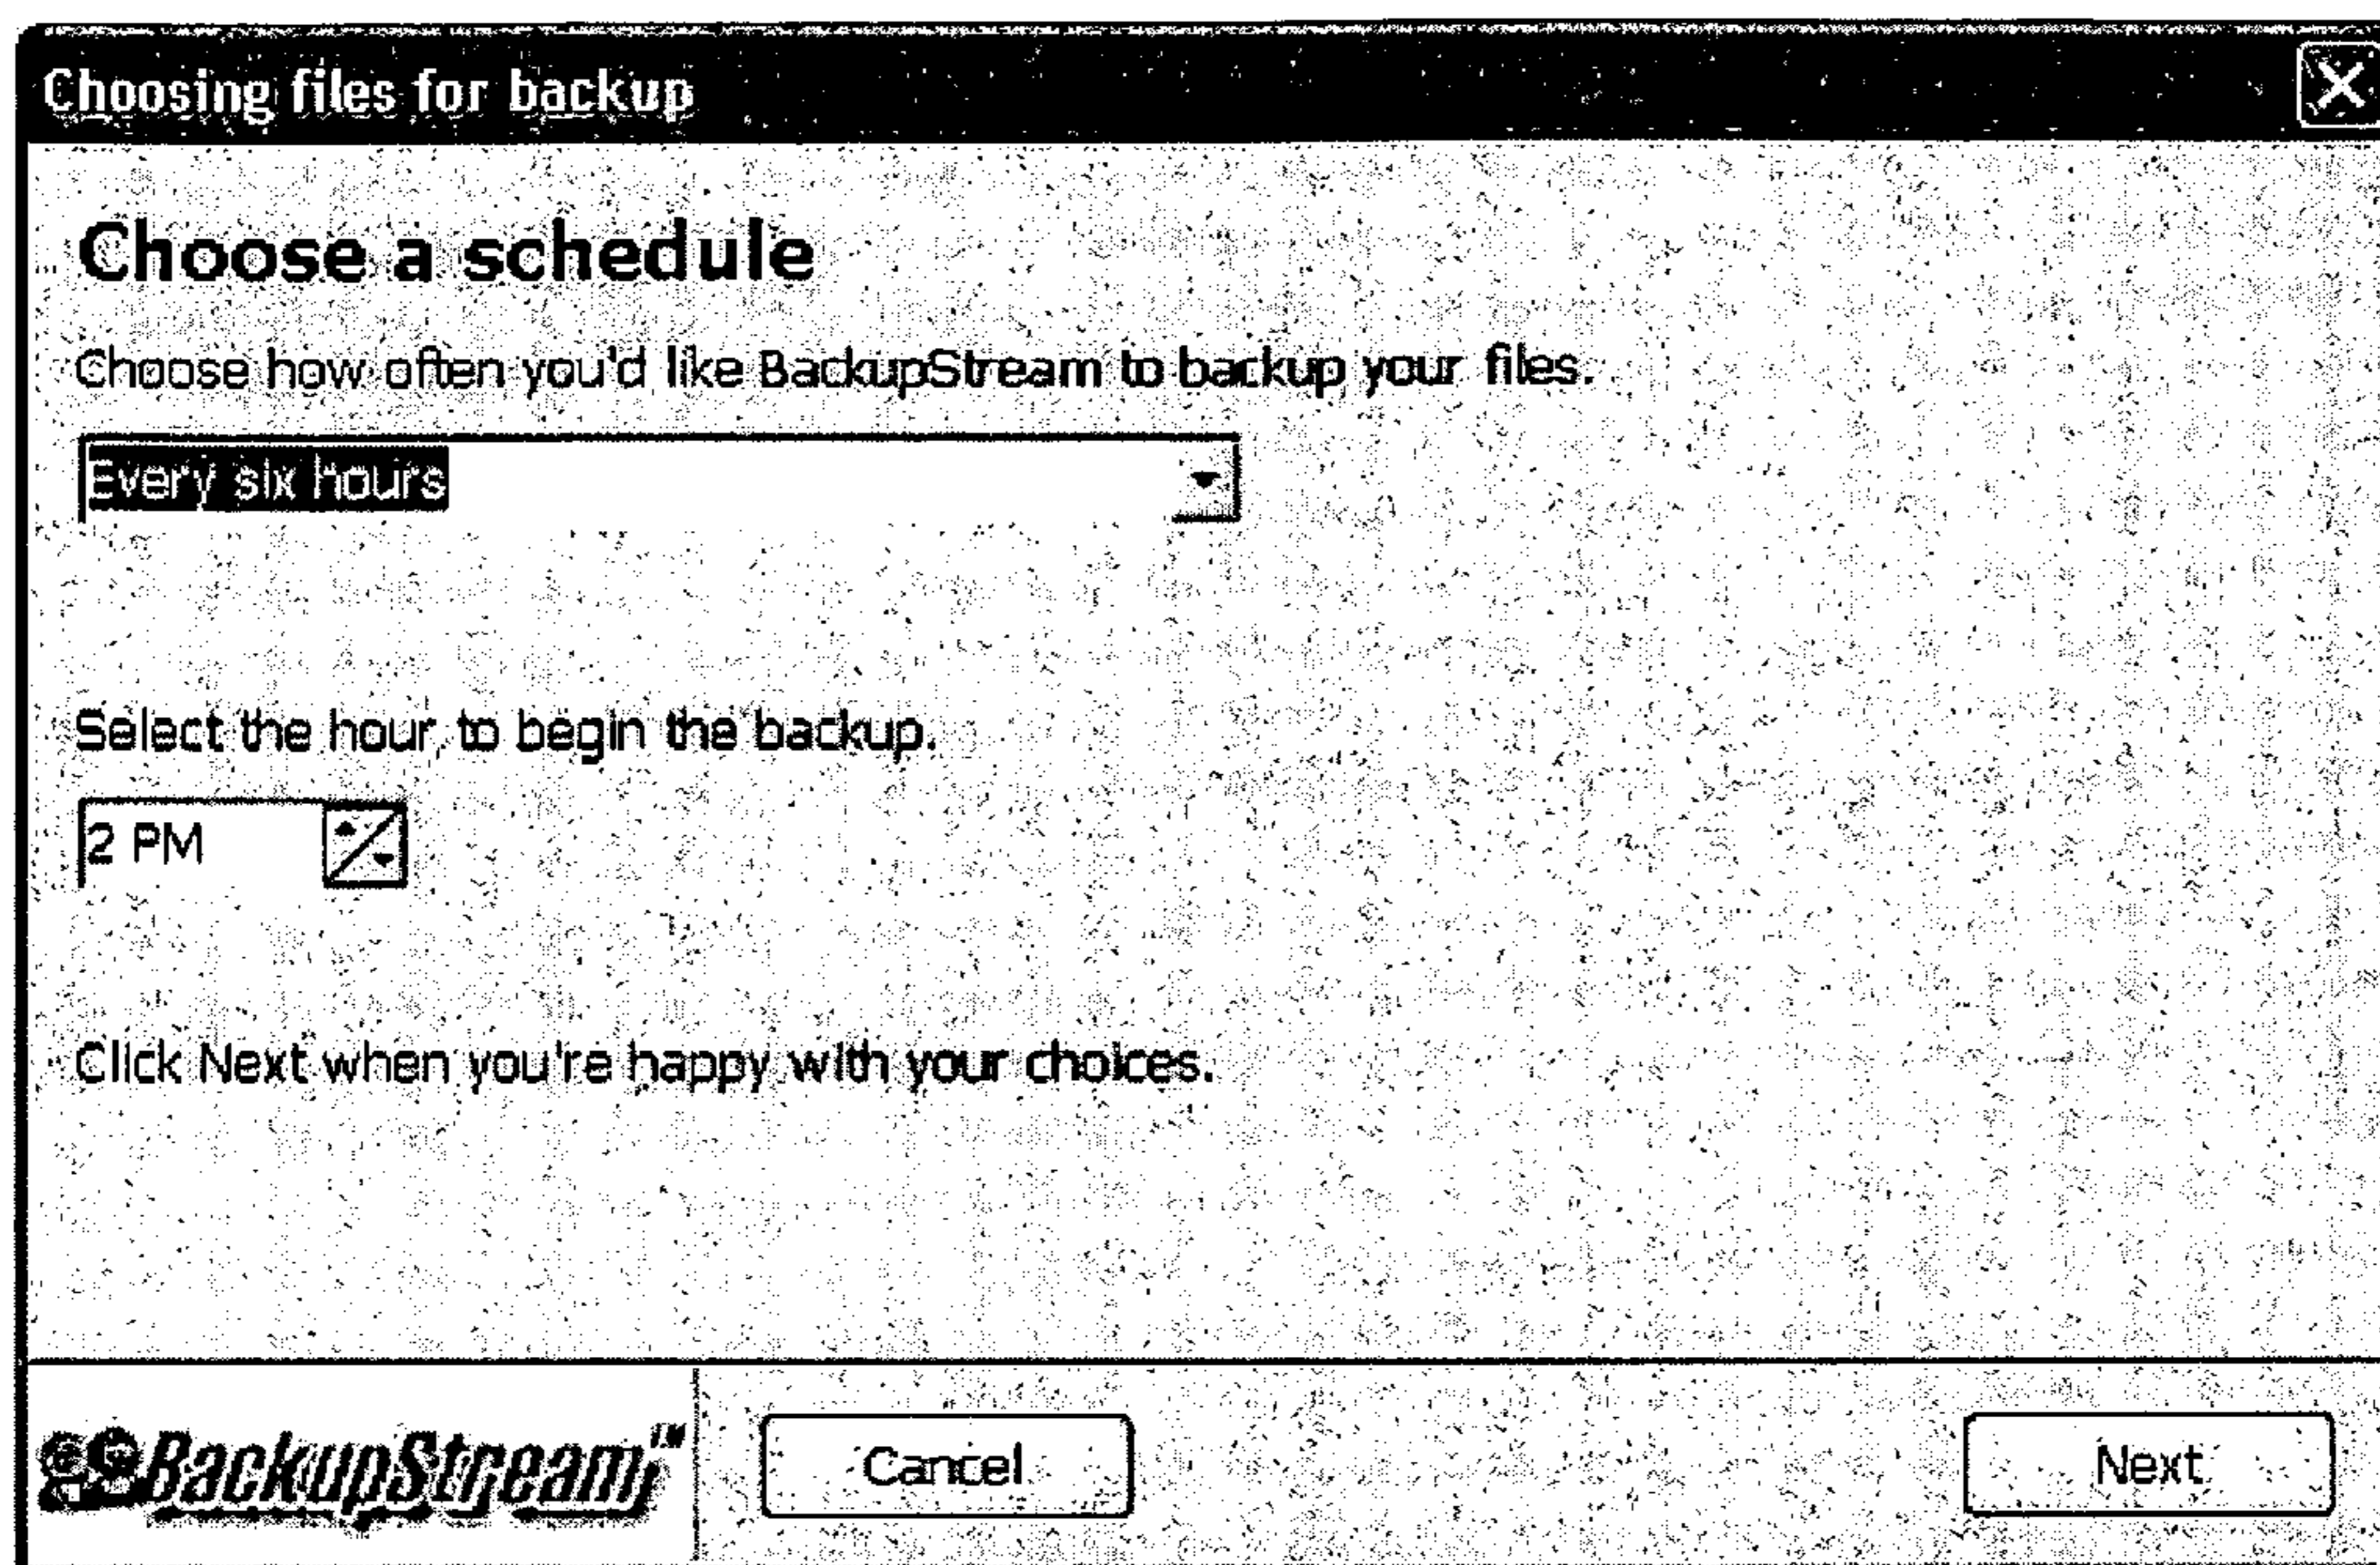 Choosing files for backup
Choose a schedule
Choose how often you'd like BackupStream to backup your files.
Every six hours
Select the hour to begin the backup.
2 PM
Click Next when you're happy with your choices.
BackupStream™
Cancel
Next